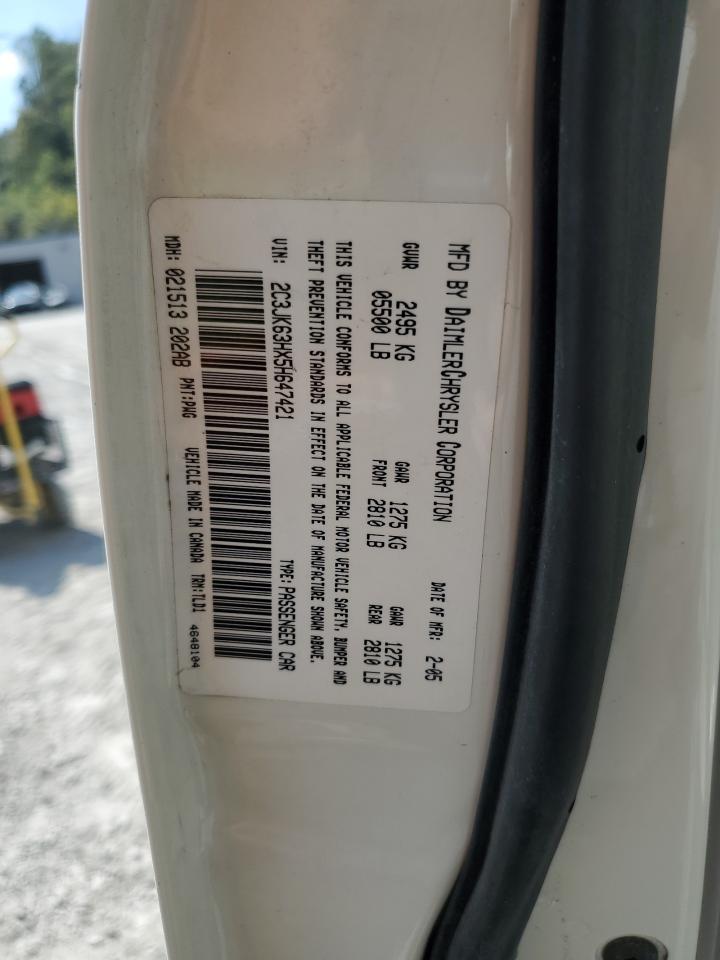 MFD BY DAIMLERCHRYSLER CORPORATION DATE OF MFR: 2-05
GVWR 2495 KG GAWR 1275 KG GAWR 1275 KG
05500 LB FRONT 2810 LB REAR 2810 LB
THIS VEHICLE CONFORMS TO ALL APPLICABLE FEDERAL MOTOR VEHICLE SAFETY, BUMPER AND
THEFT PREVENTION STANDARDS IN EFFECT ON THE DATE OF MANUFACTURE SHOWN ABOVE.
VIN: 2C3JK63HX5H647421 TYPE: PASSENGER CAR
MDH: 021513 202AB PNT: PWG VEHICLE MADE IN CANADA TRM: TLD1 4648104